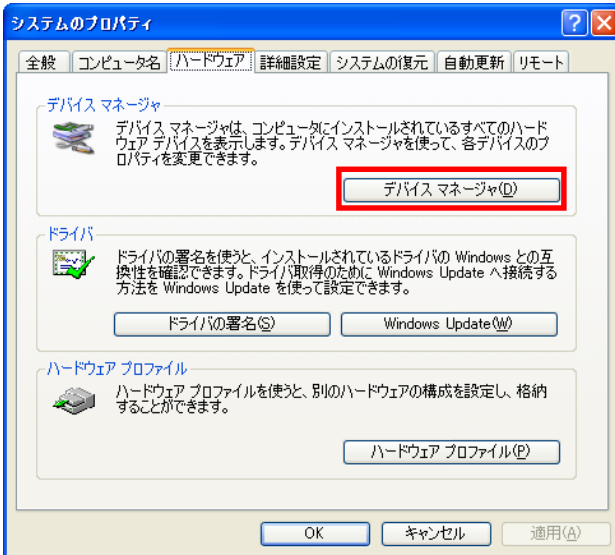 システムのプロパティ
全般 コンピュータ名 ハードウェア 詳細設定 システムの復元 自動更新 リモート
デバイス マネージャ
デバイス マネージャは、コンピュータにインストールされているすべてのハード
ウェア デバイスを表示します。デバイス マネージャを使って、各デバイスのプ
ロパティを変更できます。
デバイス マネージャ(D)
ドライバ
ドライバの署名を使うと、インストールされているドライバの Windows との互
換性を確認できます。ドライバ取得のために Windows Update へ接続する
方法を Windows Update を使って設定できます。
ドライバの署名(S) Windows Update(W)
ハードウェア プロファイル
ハードウェア プロファイルを使うと、別のハードウェアの構成を設定し、格納
することができます。
ハードウェア プロファイル(P)
OK キャンセル 適用(A)